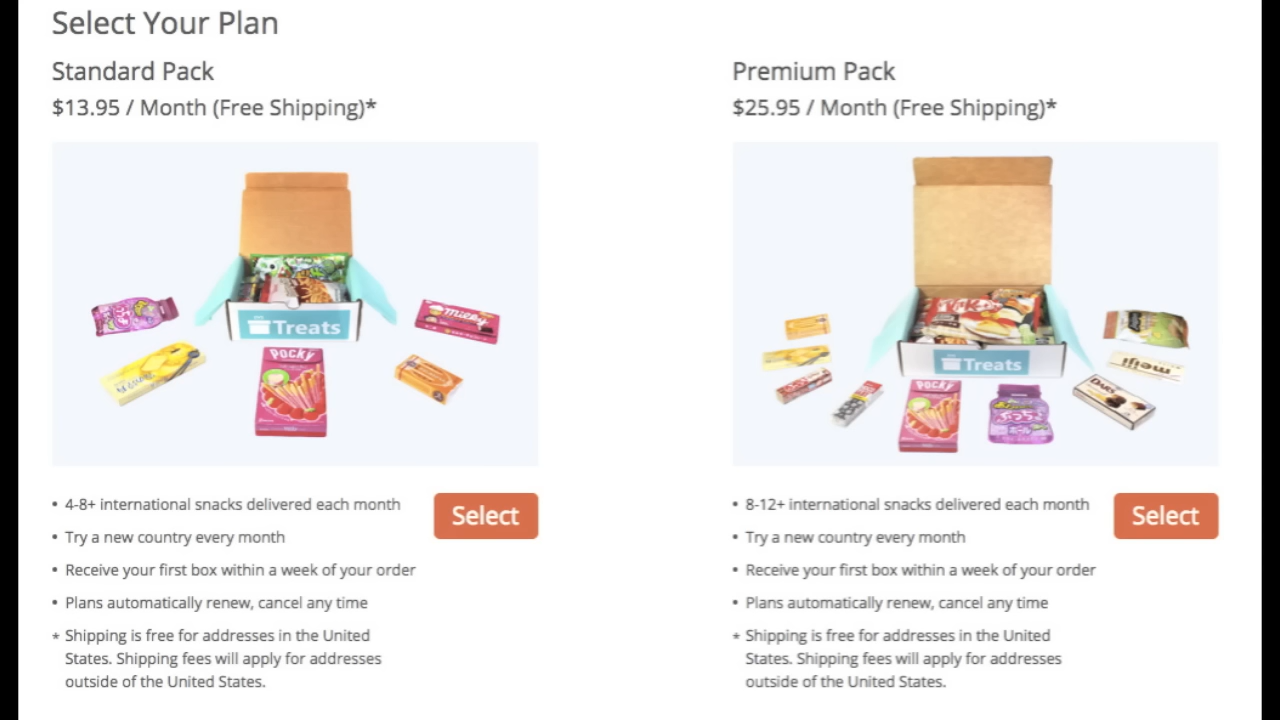 Select Your Plan
Standard Pack
$13.95 / Month (Free Shipping)*
Treats
POCKY
Milky
• 4-8+ international snacks delivered each month
• Try a new country every month
• Receive your first box within a week of your order
• Plans automatically renew, cancel any time
* Shipping is free for addresses in the United
States. Shipping fees will apply for addresses
outside of the United States.
Select
Premium Pack
$25.95 / Month (Free Shipping)*
KitKat
Treats
POCKY
DARS
melty
• 8-12+ international snacks delivered each month
• Try a new country every month
• Receive your first box within a week of your order
• Plans automatically renew, cancel any time
* Shipping is free for addresses in the United
States. Shipping fees will apply for addresses
outside of the United States.
Select